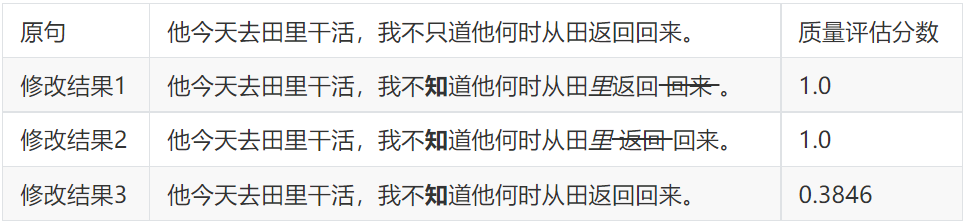 原句 他今天去田里干活，我不只道他何时从田返回回来。 质量评估分数
修改结果1 他今天去田里干活，我不知道他何时从田里返回 回来 。 1.0
修改结果2 他今天去田里干活，我不知道他何时从田里 返回 回来。 1.0
修改结果3 他今天去田里干活，我不知道他何时从田返回回来。 0.3846